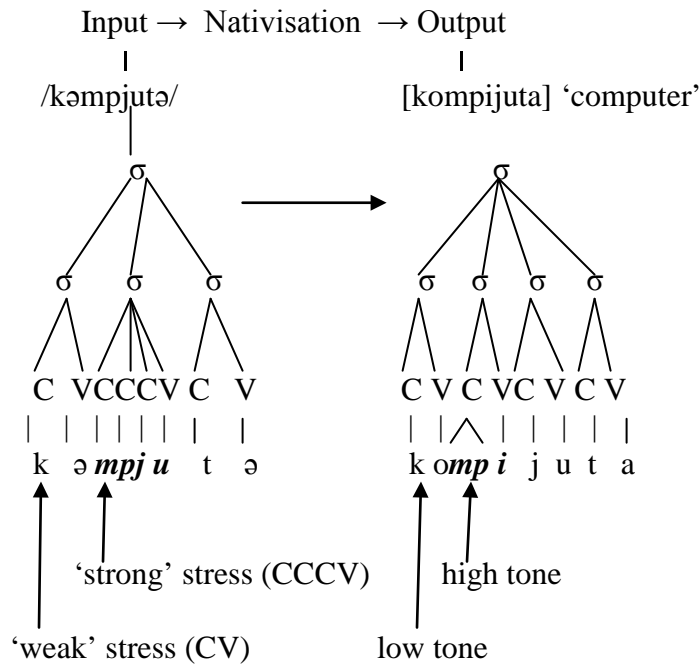 Input → Nativisation → Output
/kəmpjutə/ [kompijuta] ‘computer’
σ σ
σ σ σ σ σ σ σ
C V C C C V C V C V C V C V C V
k ə mpj u t ə k o mp i j u t a
‘strong’ stress (CCCV) high tone
‘weak’ stress (CV) low tone